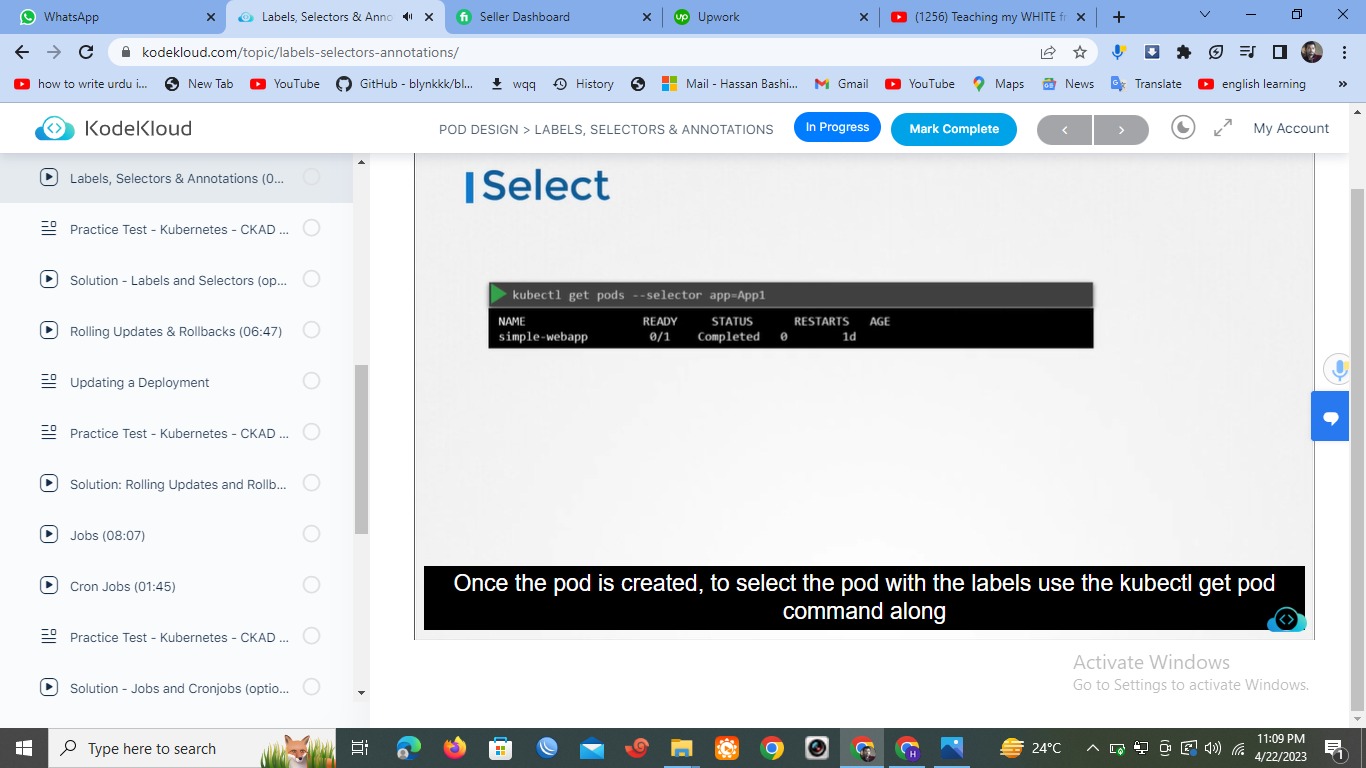 WhatsApp
Labels, Selectors & Anno
Seller Dashboard
Upwork
(1256) Teaching my WHITE fr
kodekloud.com/topic/labels-selectors-annotations/
how to write urdu i...
New Tab
YouTube
GitHub - blynkkk/bl...
wqq
History
Mail - Hassan Bashi...
Gmail
YouTube
Maps
News
Translate
english learning
»
KodeKloud
POD DESIGN > LABELS, SELECTORS & ANNOTATIONS
In Progress
Mark Complete
My Account
Labels, Selectors & Annotations (0...
Practice Test - Kubernetes - CKAD ...
Solution - Labels and Selectors (op...
Rolling Updates & Rollbacks (06:47)
Updating a Deployment
Practice Test - Kubernetes - CKAD ...
Solution: Rolling Updates and Rollb...
Jobs (08:07)
Cron Jobs (01:45)
Practice Test - Kubernetes - CKAD ...
Solution - Jobs and Cronjobs (optio...
Select
kubectl get pods --selector app=App1
NAME READY STATUS RESTARTS AGE
simple-webapp 0/1 Completed 0 1d
Once the pod is created, to select the pod with the labels use the kubectl get pod
command along
Activate Windows
Go to Settings to activate Windows.
Type here to search
24°C
11:09 PM
4/22/2023
1